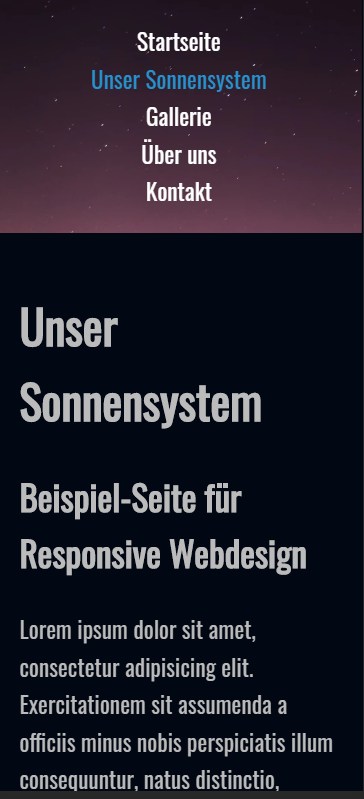 Startseite
Unser Sonnensystem
Gallerie
Über uns
Kontakt
Unser
Sonnensystem
Beispiel-Seite für
Responsive Webdesign
Lorem ipsum dolor sit amet,
consectetur adipisicing elit.
Exercitationem sit assumenda a
officiis minus nobis perspiciatis illum
consequuntur, natus distinctio,